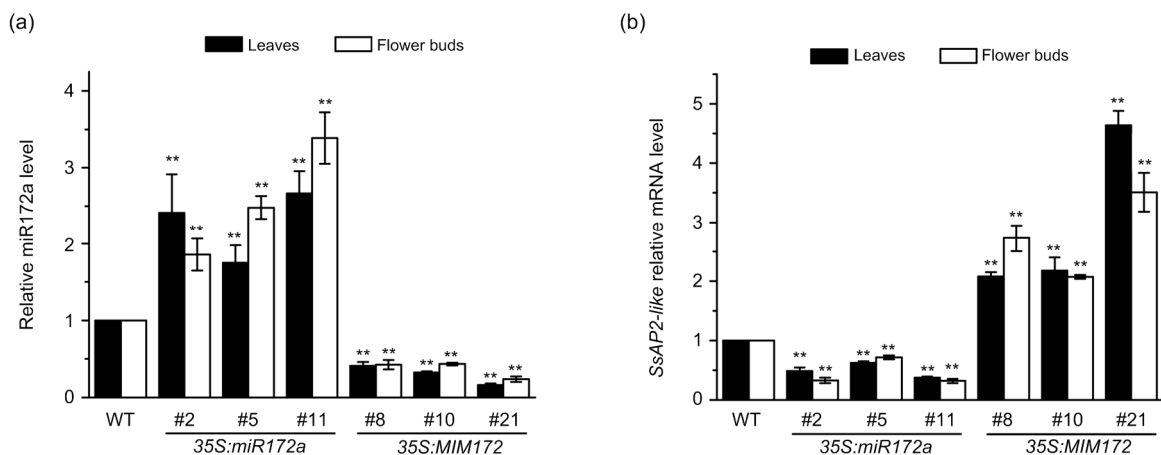 (a)
Leaves Flower buds
Relative miR172a level
4
3
2
1
0
** ** ** ** ** ** ** ** ** ** ** **
WT #2 #5 #11 #8 #10 #21
35S:miR172a 35S:MIM172
(b)
Leaves Flower buds
SsAP2-like relative mRNA level
5
4
3
2
1
0
** ** ** ** ** ** ** ** ** ** ** **
WT #2 #5 #11 #8 #10 #21
35S:miR172a 35S:MIM172